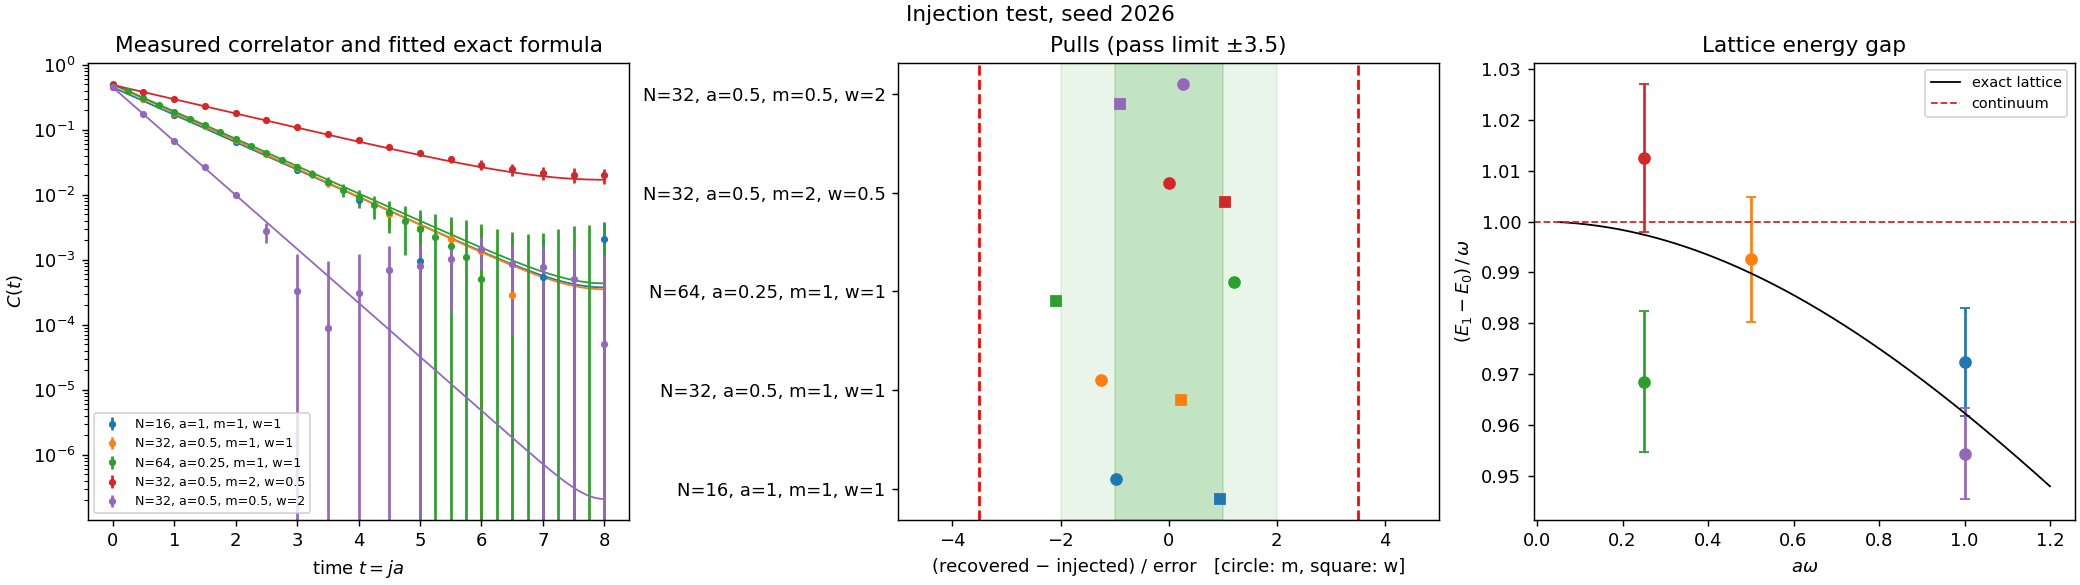 Injection test, seed 2026
Measured correlator and fitted exact formula
10⁰
10⁻¹
10⁻²
10⁻³
10⁻⁴
10⁻⁵
10⁻⁶
C(t)
N=16, a=1, m=1, w=1
N=32, a=0.5, m=1, w=1
N=64, a=0.25, m=1, w=1
N=32, a=0.5, m=2, w=0.5
N=32, a=0.5, m=0.5, w=2
0 1 2 3 4 5 6 7 8
time t = ja
Pulls (pass limit ±3.5)
N=32, a=0.5, m=0.5, w=2
N=32, a=0.5, m=2, w=0.5
N=64, a=0.25, m=1, w=1
N=32, a=0.5, m=1, w=1
N=16, a=1, m=1, w=1
−4 −2 0 2 4
(recovered − injected) / error [circle: m, square: w]
Lattice energy gap
1.03
1.02
1.01
1.00
0.99
0.98
0.97
0.96
0.95
(E₁ − E₀) / ω
exact lattice
continuum
0.0 0.2 0.4 0.6 0.8 1.0 1.2
aω